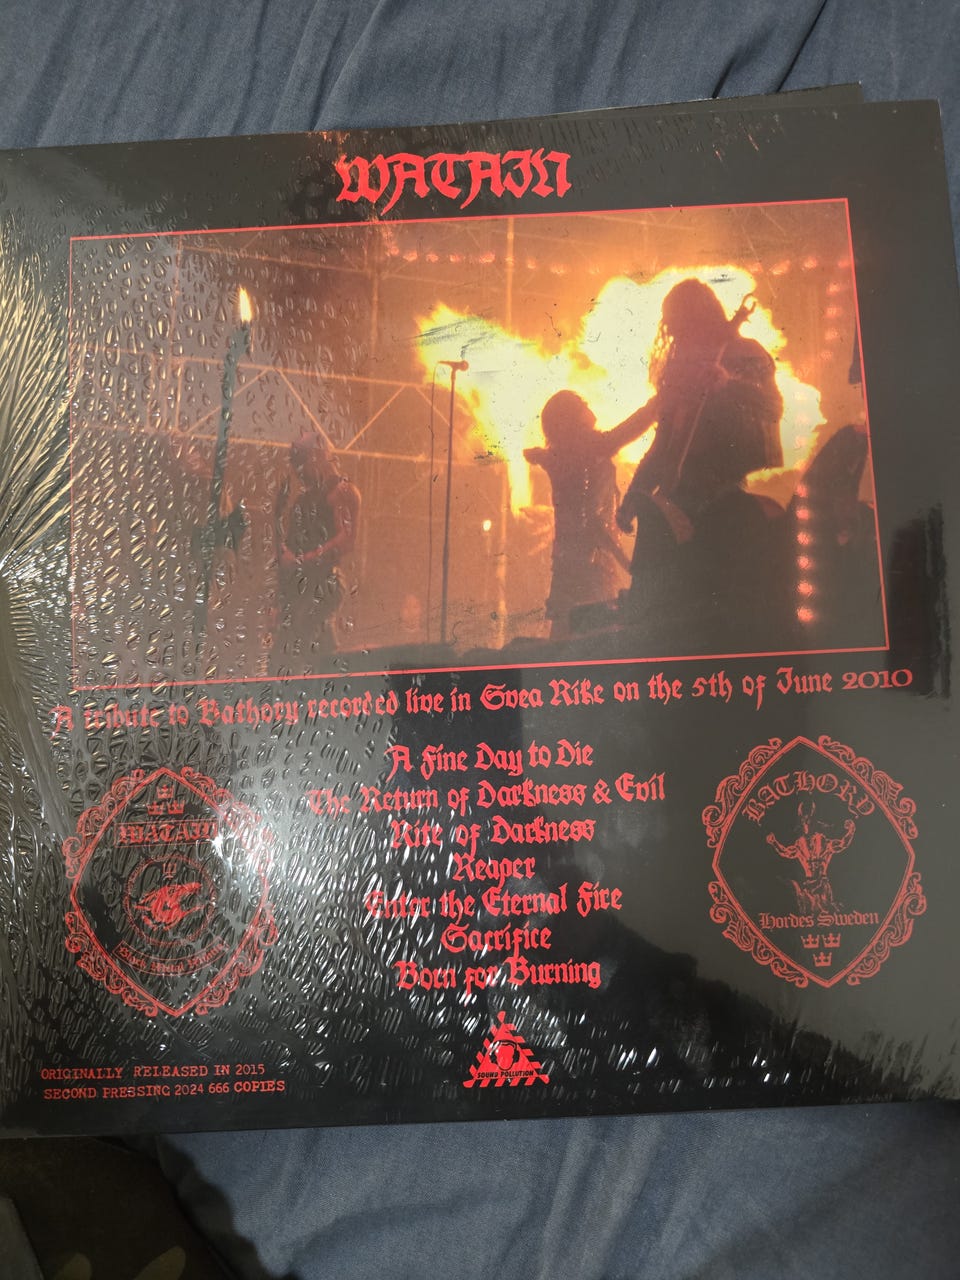 WATAIN
A tribute to Bathory recorded live in Svea Rike on the 5th of June 2010
A Fine Day to Die
The Return of Darkness & Evil
Rite of Darkness
Reaper
Enter the Eternal Fire
Sacrifice
Born for Burning
WATAIN
Black Metal
BATHORY
Hordes Sweden
SOUND POLLUTION
ORIGINALLY RELEASED IN 2015
SECOND PRESSING 2024 666 COPIES